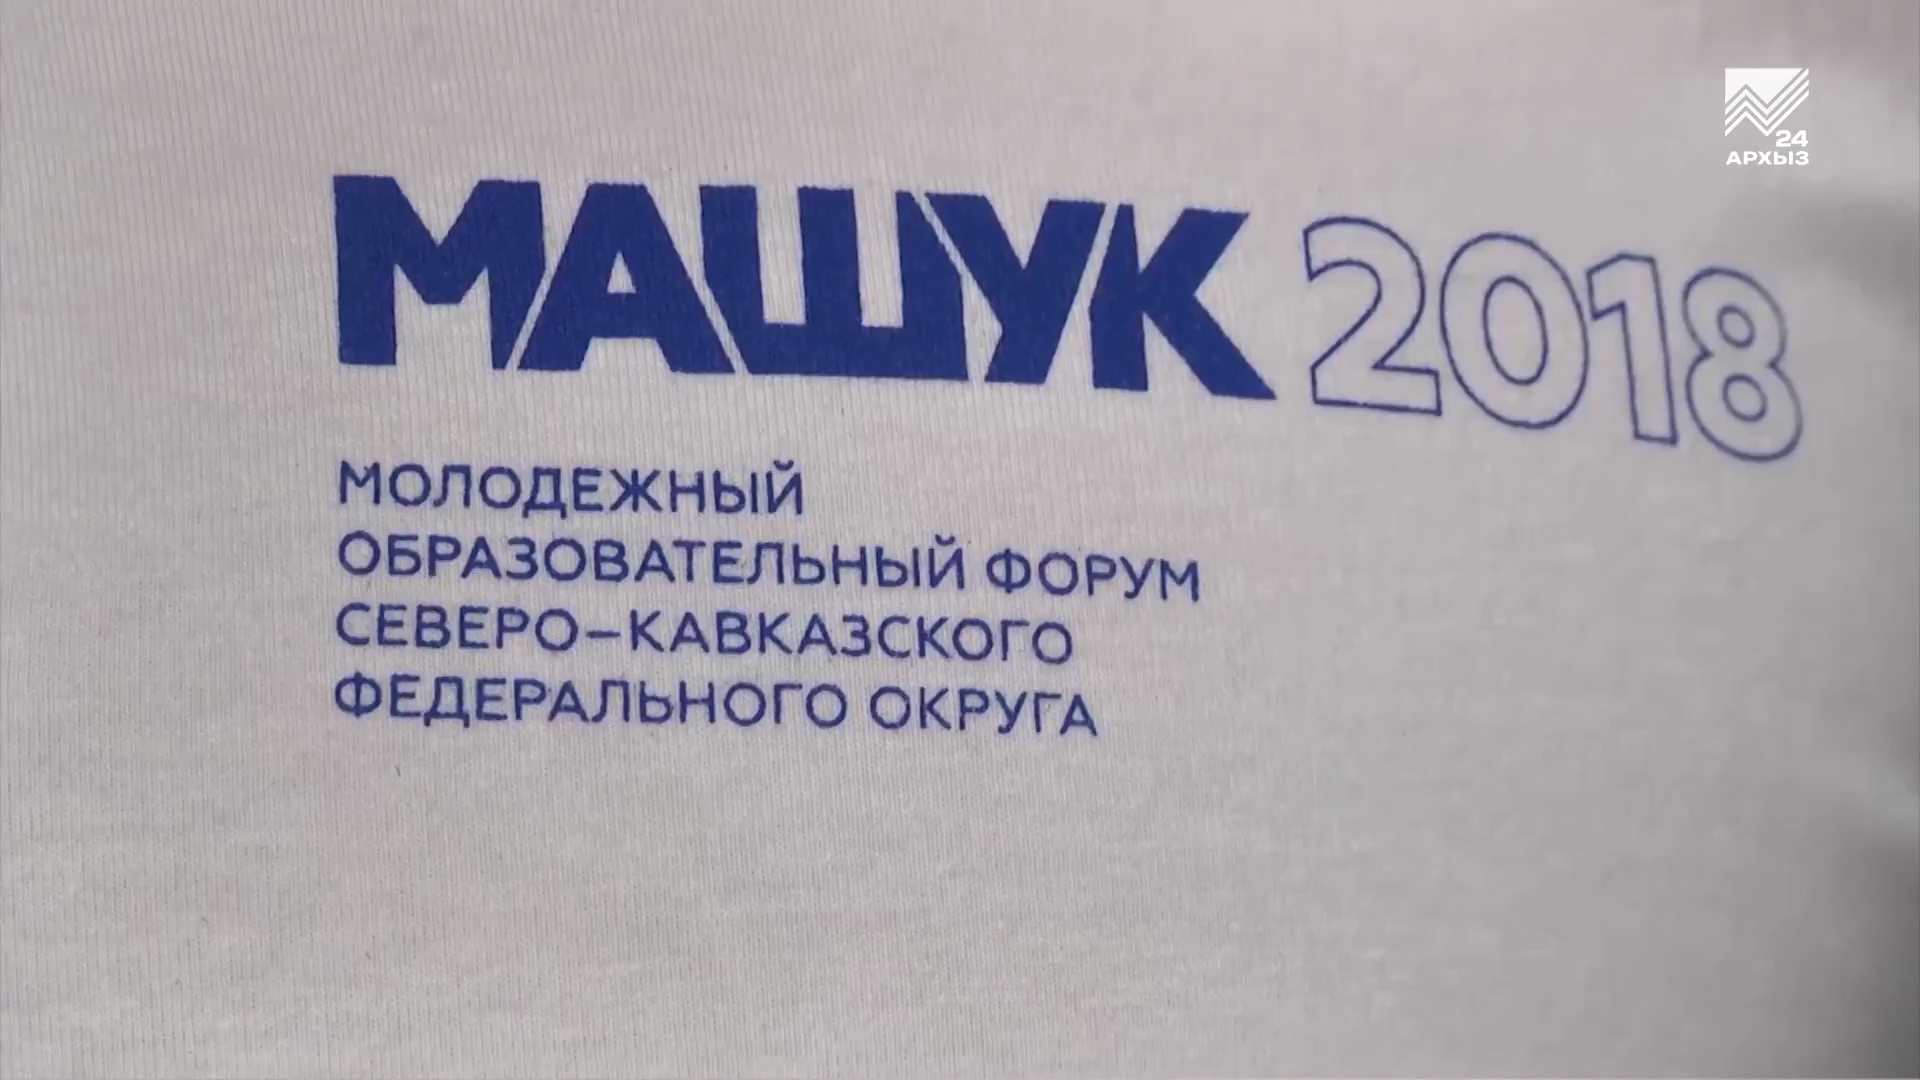 24
АРХЫЗ
МАШУК 2018
МОЛОДЕЖНЫЙ
ОБРАЗОВАТЕЛЬНЫЙ ФОРУМ
СЕВЕРО–КАВКАЗСКОГО
ФЕДЕРАЛЬНОГО ОКРУГА